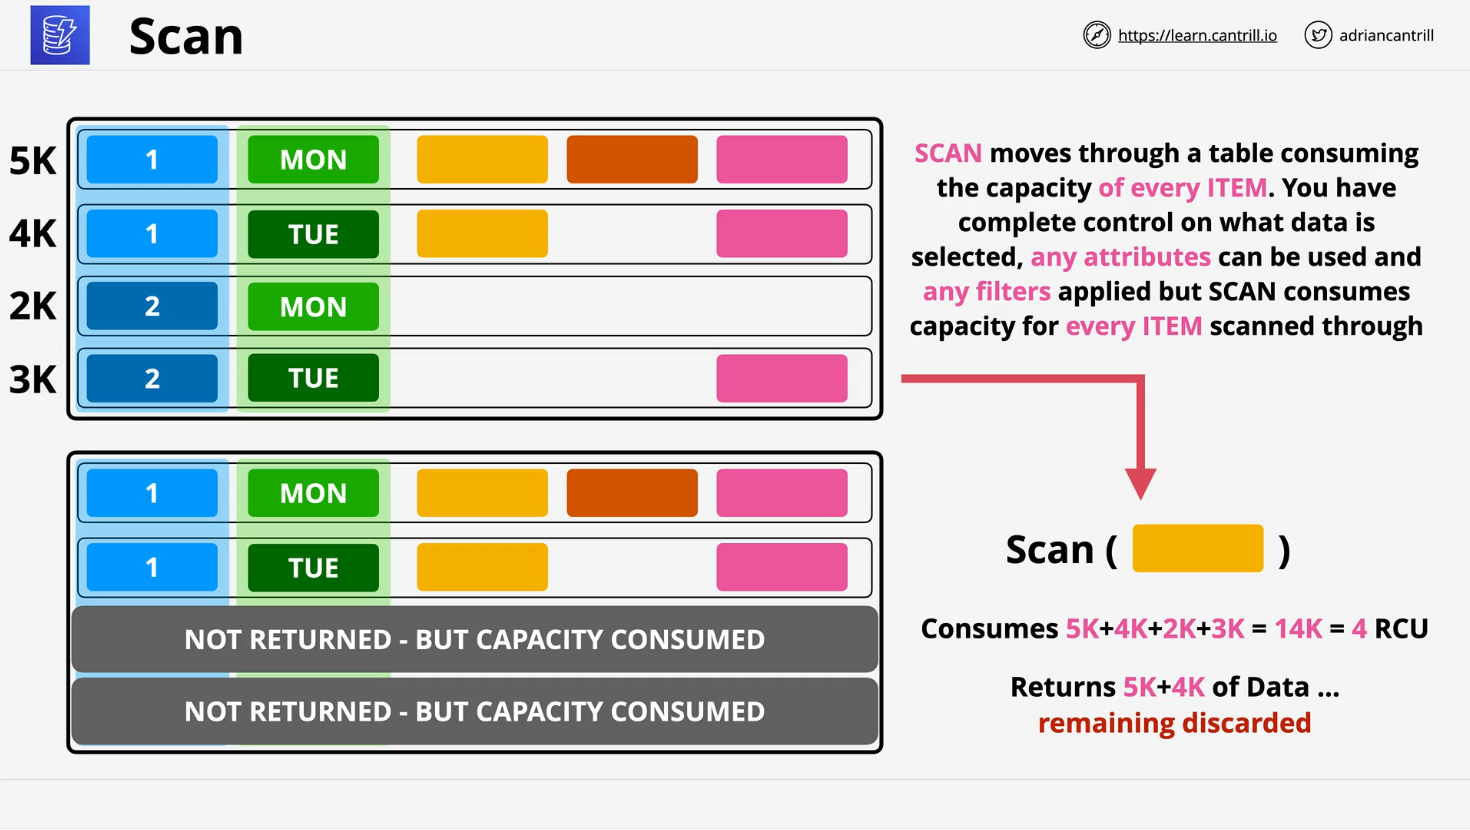 Scan
https://learn.cantrill.io
adriancantrill
5K
1 MON
4K
1 TUE
2K
2 MON
3K
2 TUE
SCAN moves through a table consuming
the capacity of every ITEM. You have
complete control on what data is
selected, any attributes can be used and
any filters applied but SCAN consumes
capacity for every ITEM scanned through
1 MON
1 TUE
NOT RETURNED - BUT CAPACITY CONSUMED
NOT RETURNED - BUT CAPACITY CONSUMED
Scan ( )
Consumes 5K+4K+2K+3K = 14K = 4 RCU
Returns 5K+4K of Data ...
remaining discarded